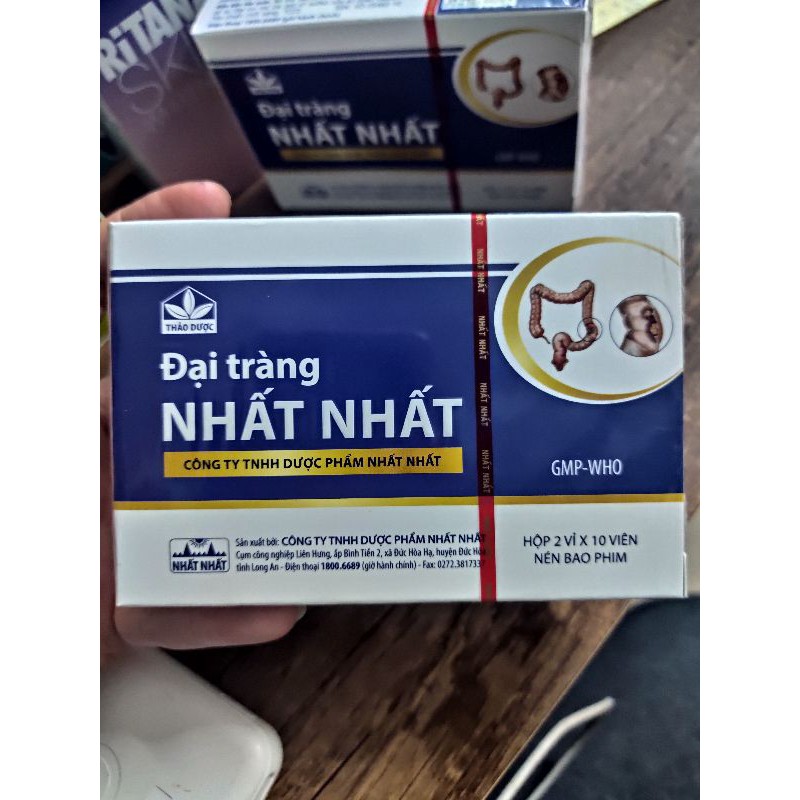 RITANA
SK
Đại tràng
NHẤT NHẤT
THẢO DƯỢC
Đại tràng
NHẤT NHẤT
CÔNG TY TNHH DƯỢC PHẨM NHẤT NHẤT
NHẤT NHẤT
NHẤT NHẤT
NHẤT NHẤT
NHẤT NHẤT
GMP-WHO
NHẤT NHẤT
Sản xuất bởi: CÔNG TY TNHH DƯỢC PHẨM NHẤT NHẤT
Cụm công nghiệp Liên Hưng, ấp Bình Tiền 2, xã Đức Hòa Hạ, huyện Đức Hòa
tỉnh Long An - Điện thoại 1800.6689 (giờ hành chính) - Fax: 0272.3817337
HỘP 2 VỈ X 10 VIÊN
NÉN BAO PHIM